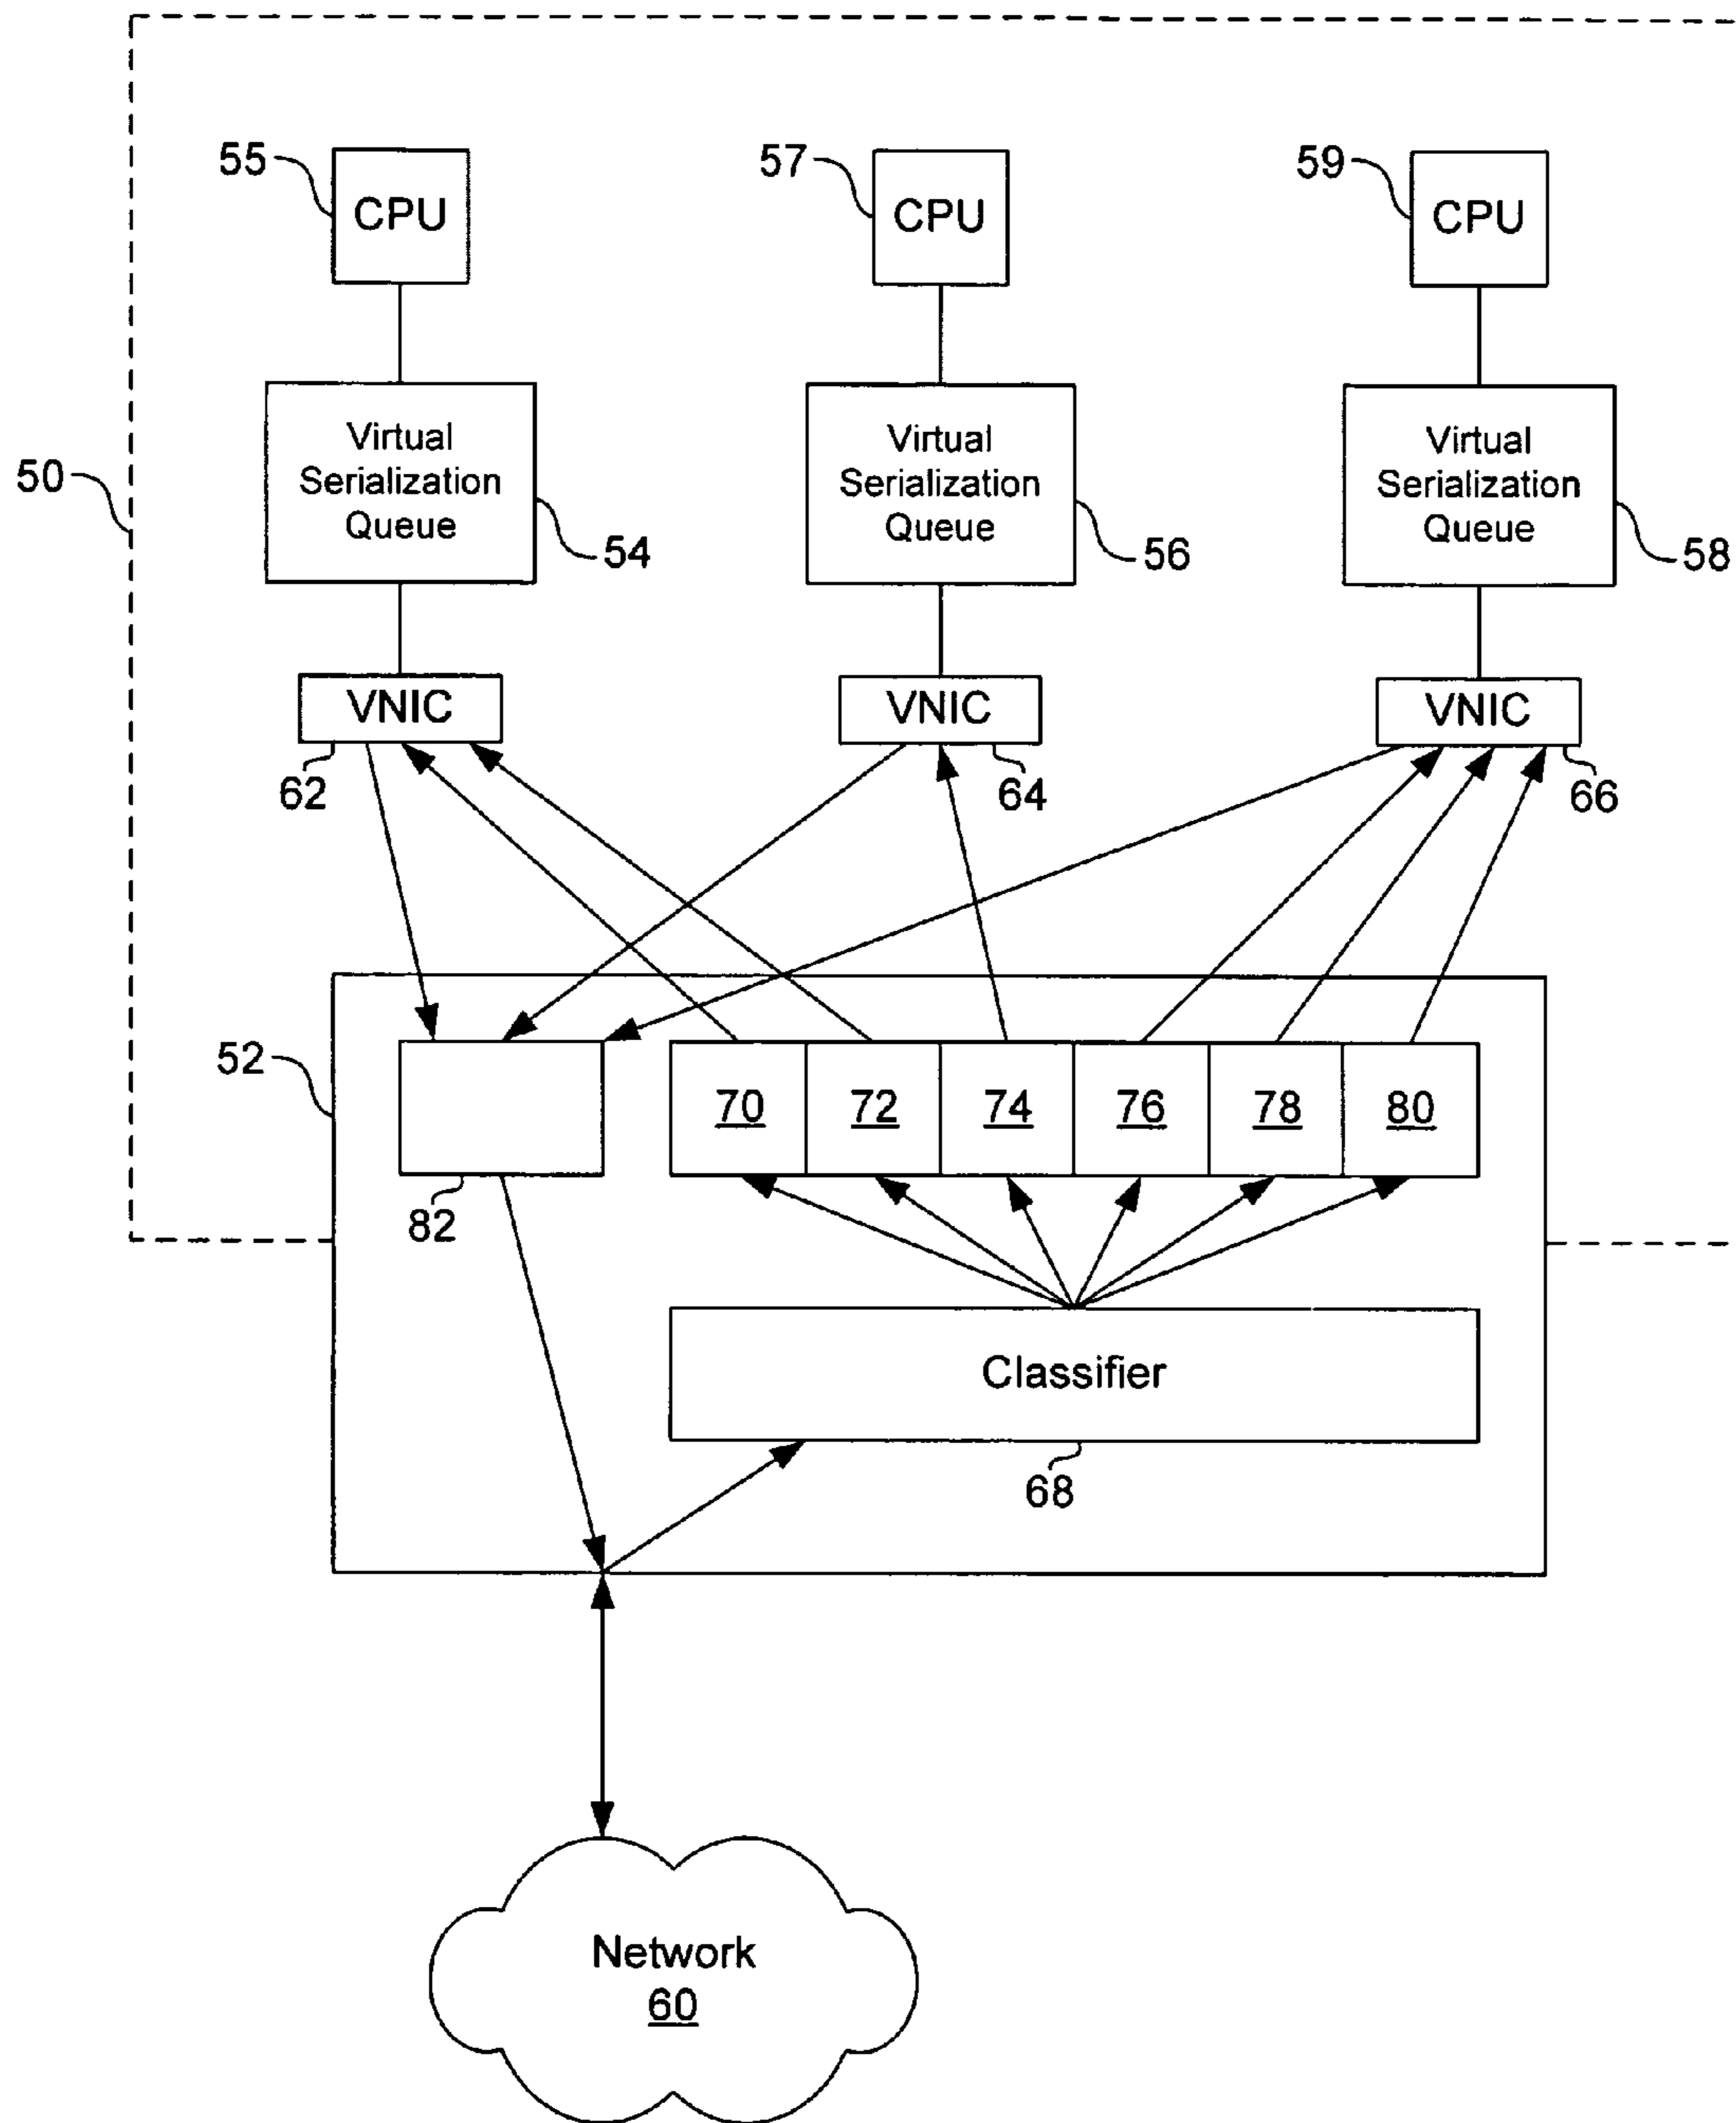 55
CPU
57
CPU
59
CPU
50
Virtual
Serialization
Queue
54
Virtual
Serialization
Queue
56
Virtual
Serialization
Queue
58
VNIC
62
VNIC
64
VNIC
66
52
82
70
72
74
76
78
80
Classifier
68
Network
60